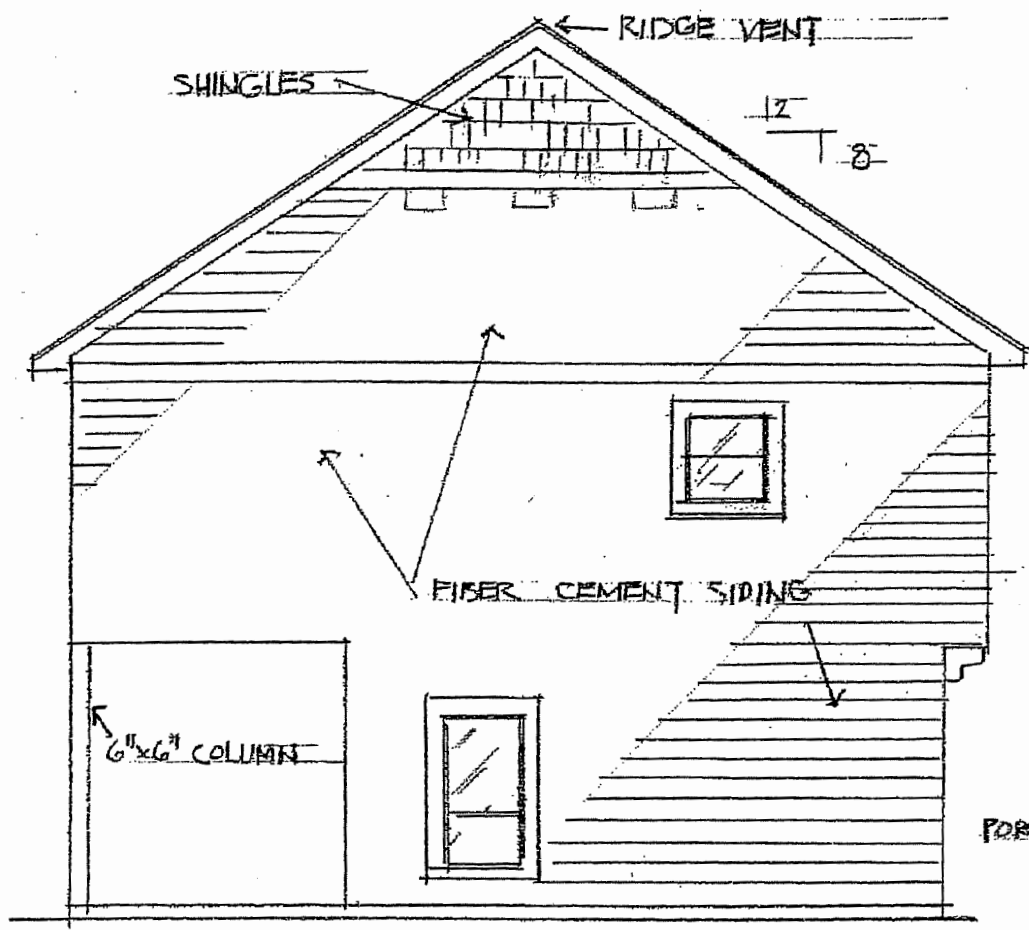 RIDGE VENT
SHINGLES
12
8
FIBER CEMENT SIDING
6"x6" COLUMN